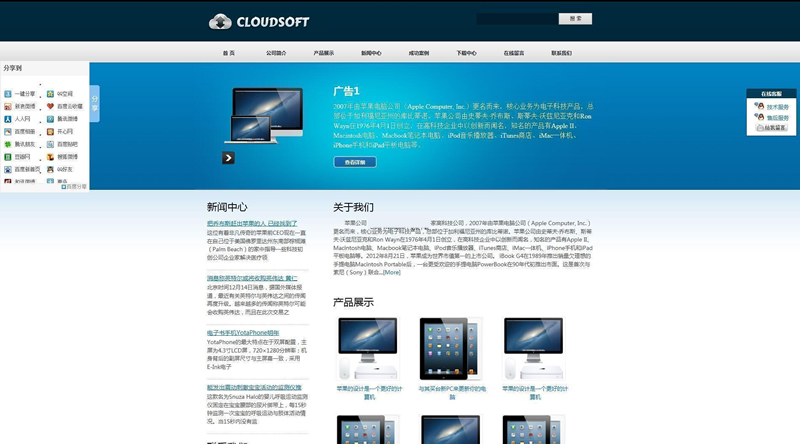 CLOUDSOFT
搜 索
首 页
公司简介
产品展示
新闻中心
成功案例
下载中心
在线留言
联系我们
分享到
一键分享
QQ空间
新浪微博
百度云收藏
人人网
腾讯微博
百度相册
开心网
腾讯朋友
百度贴吧
豆瓣网
搜狐微博
百度新首页
QQ好友
和讯微博
更多
百度分享
分享
广告1
2007年由苹果电脑公司（Apple Computer, Inc.）更名而来，核心业务为电子科技产品，总
部位于加利福尼亚州的库比蒂诺。苹果公司由史蒂夫·乔布斯、斯蒂夫·沃兹尼亚克和Ron
Wayn在1976年4月1日创立，在高科技企业中以创新而闻名，知名的产品有Apple II、
Macintosh电脑、Macbook笔记本电脑、iPod音乐播放器、iTunes商店、iMac一体机、
iPhone手机和iPad平板电脑等。
查看详细
在线客服
技术服务
售后服务
访客留言
新闻中心
把乔布斯赶出苹果的人 已经找到了
这位有着非凡传奇的苹果前CEO现在一直
在自己位于美国佛罗里达州东南部棕榈滩
（Palm Beach）的家中指导一些科技初
创公司企业家解决医疗领
消息称英特尔或将收购英伟达 黄仁
北京时间12月14日消息，据国外媒体报
道，最近有关英特尔与英伟达之间的传闻
再度升级。越来越多的传闻称英特尔可能
会收购英伟达，而且在此次交易之
电子书手机YotaPhone明年
YotaPhone的最大特点在于双屏配置，主
屏为4.3寸LCD屏，720×1280分辨率；机
身背后的副屏尺寸与主屏幕一致，采用
E-Ink电子
能发出震动刺激宝宝活动的监测仪推
这款名为Snuza Halo的婴儿呼吸运动监测
仪固定在宝宝腰部的尿片绑带上，每15秒
钟监测一次宝宝的呼吸运动与肢体活动情
况。当15秒内没有监
关于我们
苹果公司
家高科技公司，2007年由苹果电脑公司（Apple Computer, Inc.）
更名而来，核心业务为电子科技产品，总部位于加利福尼亚州的库比蒂诺。苹果公司由史蒂夫·乔布斯、斯蒂
夫·沃兹尼亚克和Ron Wayn在1976年4月1日创立，在高科技企业中以创新而闻名，知名的产品有Apple II、
Macintosh电脑、Macbook笔记本电脑、iPod音乐播放器、iTunes商店、iMac一体机、iPhone手机和iPad
平板电脑等。2012年8月21日，苹果成为世界市值第一的上市公司。 iBook G4在1989年推出销量欠理想的
手提电脑Macintosh Portable后，一台更受欢迎的手提电脑PowerBook在90年代初推出市面。这是首次与
索尼（Sony）联合...[More]
产品展示
苹果的设计是一个更好的计
算机
与其买台新PC来更新你的电
脑
苹果的设计是一个更好的计
算机